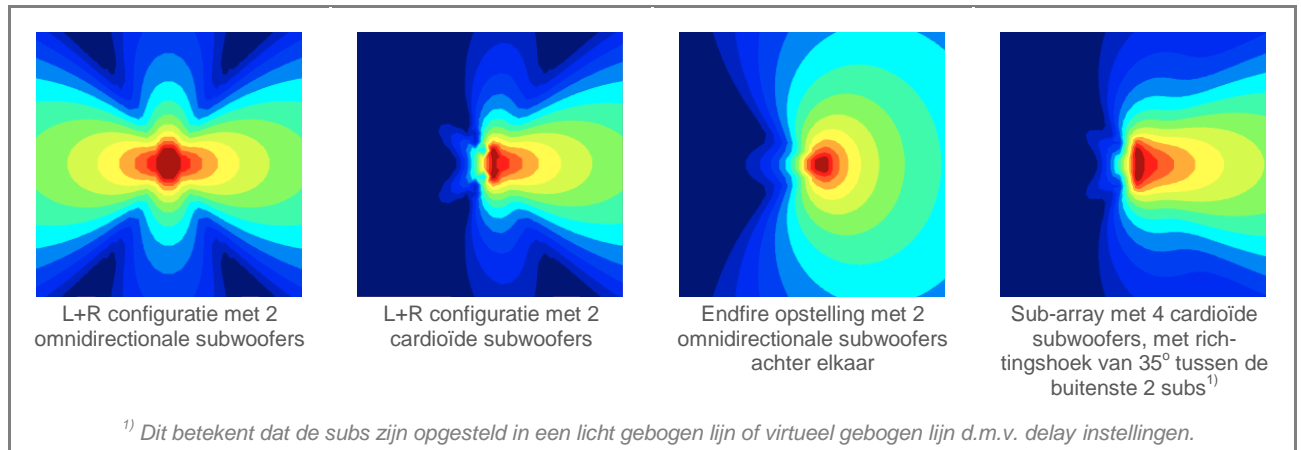 L+R configuratie met 2
omnidirectionale subwoofers
L+R configuratie met 2
cardioïde subwoofers
Endfire opstelling met 2
omnidirectionale subwoofers
achter elkaar
Sub-array met 4 cardioïde
subwoofers, met rich-
tingshoek van 35° tussen de
buitenste 2 subs¹⁾
¹⁾ Dit betekent dat de subs zijn opgesteld in een licht gebogen lijn of virtueel gebogen lijn d.m.v. delay instellingen.